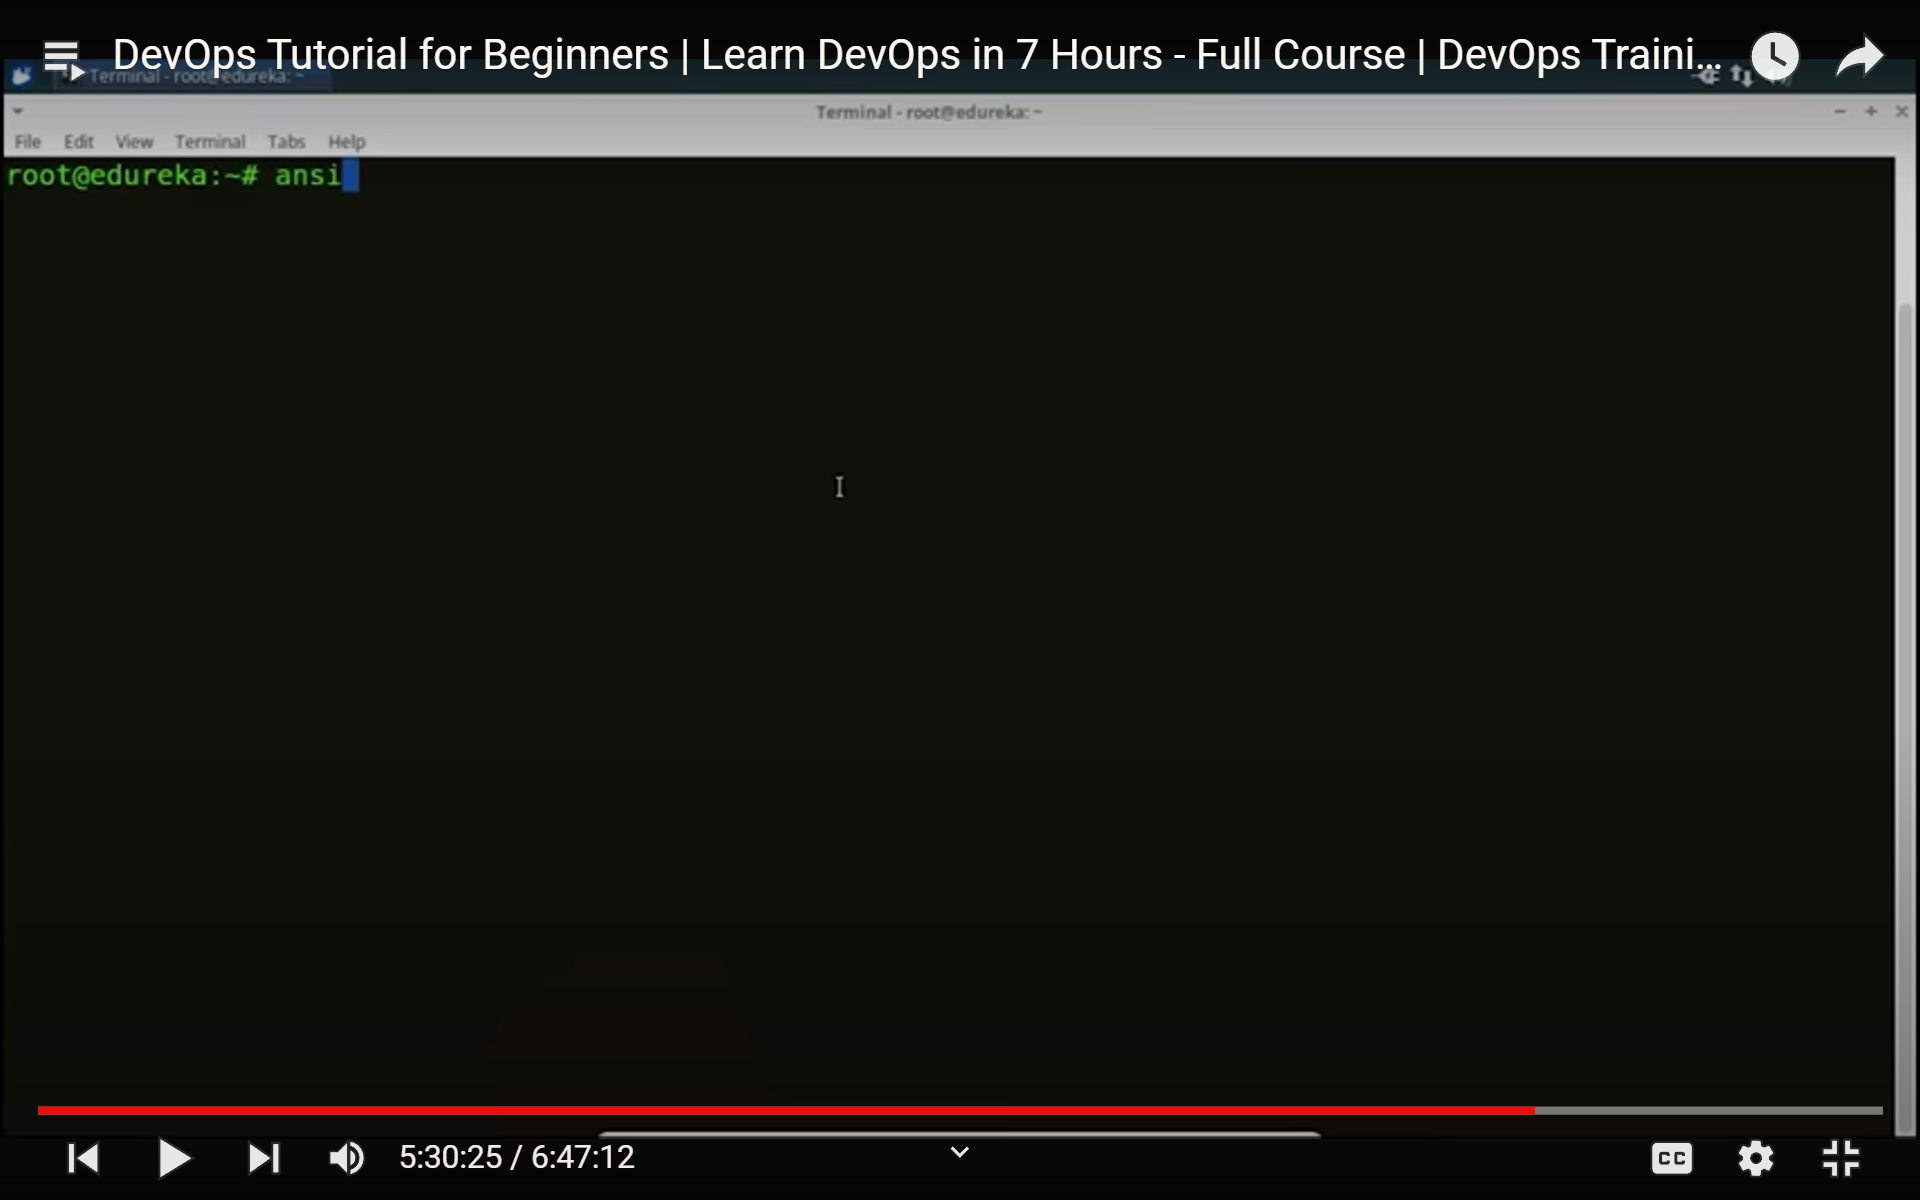 DevOps Tutorial for Beginners | Learn DevOps in 7 Hours - Full Course | DevOps Traini...
Terminal - root@edureka: ~
Terminal - root@edureka: ~
File Edit View Terminal Tabs Help
root@edureka:~# ansi
5:30:25 / 6:47:12
CC